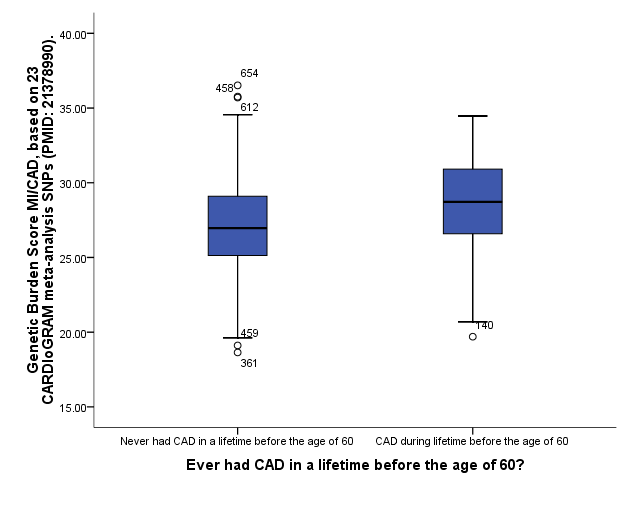 Genetic Burden Score MI/CAD, based on 23
CARDIoGRAM meta-analysis SNPs (PMID: 21378990).
40.00
35.00
30.00
25.00
20.00
15.00
654
458
612
459
361
140
Never had CAD in a lifetime before the age of 60
CAD during lifetime before the age of 60
Ever had CAD in a lifetime before the age of 60?